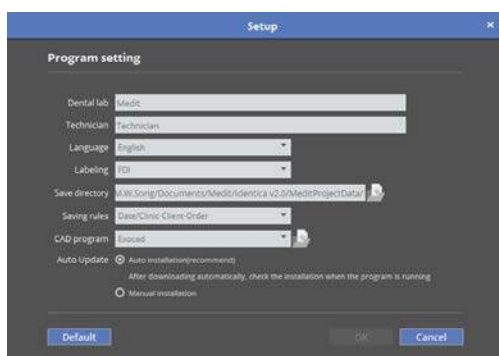 Setup
×
Program setting
Dental lab Medit
Technician Technician
Language English
Labeling FDI
Save directory M.W.Song/Documents/Medit/Identica v2.0/MeditProjectData/
Saving rules Date/Clinic-Client-Order
CAD program Exocad
Auto Update Auto installation(recommend)
After downloading automatically, check the installation when the program is running
Manual installation
Default OK Cancel